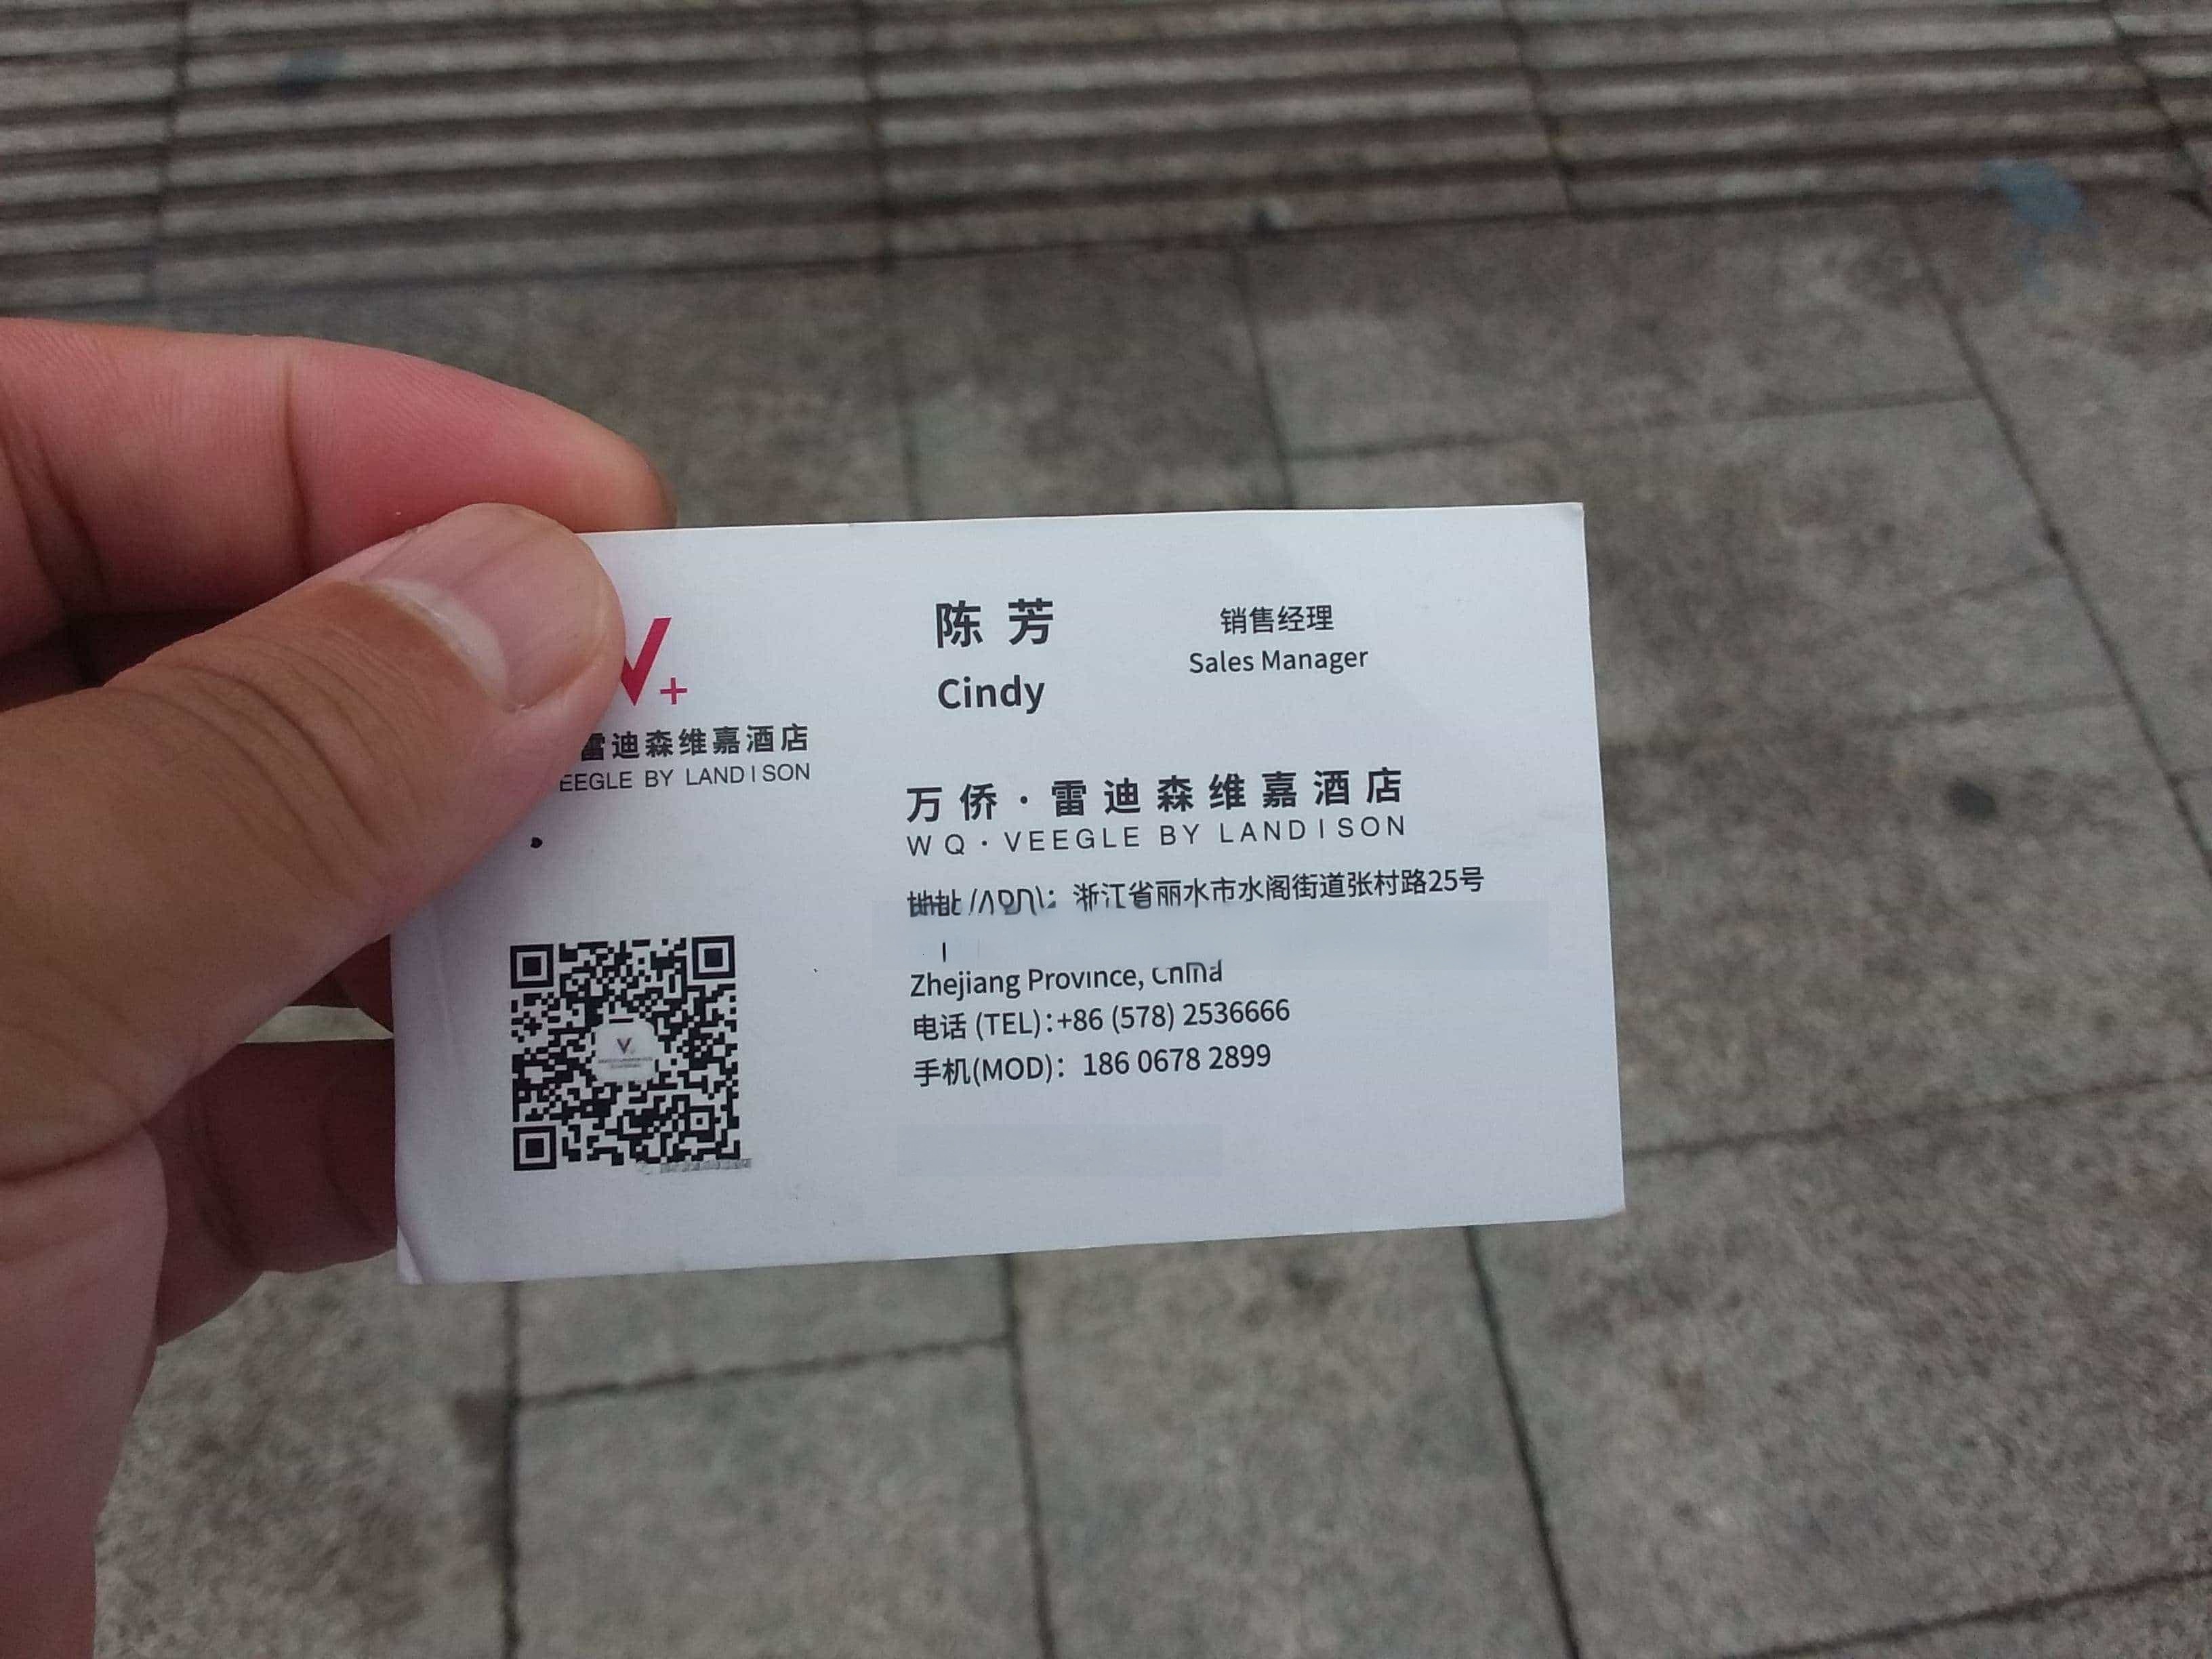 陈芳
Cindy
销售经理
Sales Manager
雷迪森维嘉酒店
EEGLE BY LANDISON
万侨·雷迪森维嘉酒店
WQ·VEEGLE BY LANDISON
地址 浙江省丽水市水阁街道张村路25号
Zhejiang Province,
电话 (TEL):+86 (578) 2536666
手机(MOD)：186 0678 2899